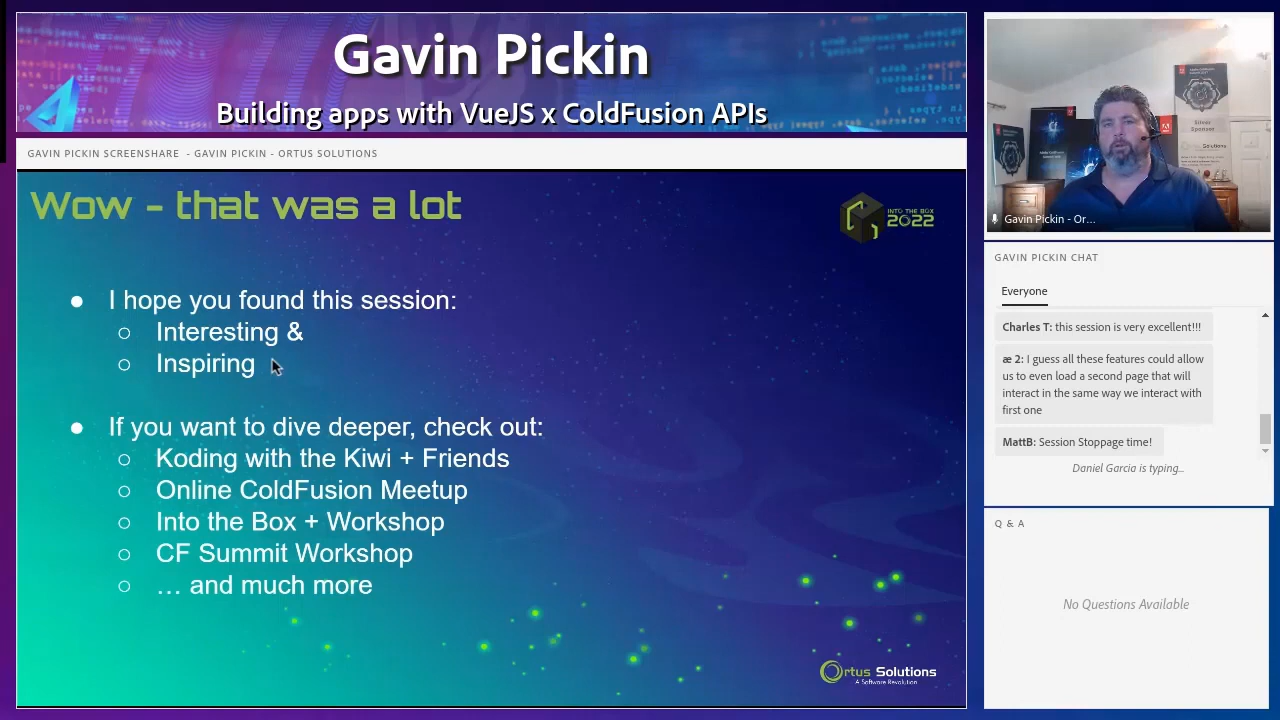 Gavin Pickin
Building apps with VueJS x ColdFusion APIs
GAVIN PICKIN SCREENSHARE - GAVIN PICKIN - ORTUS SOLUTIONS
Wow - that was a lot
INTO THE BOX
2022
● I hope you found this session:
○ Interesting &
○ Inspiring
● If you want to dive deeper, check out:
○ Koding with the Kiwi + Friends
○ Online ColdFusion Meetup
○ Into the Box + Workshop
○ CF Summit Workshop
○ … and much more
Ortus Solutions
A Software Revolution
Silver
Sponsor
Solutions
Gavin Pickin - Or...
GAVIN PICKIN CHAT
Everyone
Charles T: this session is very excellent!!!
æ 2: I guess all these features could allow
us to even load a second page that will
interact in the same way we interact with
first one
MattB: Session Stoppage time!
Daniel Garcia is typing...
Q & A
No Questions Available